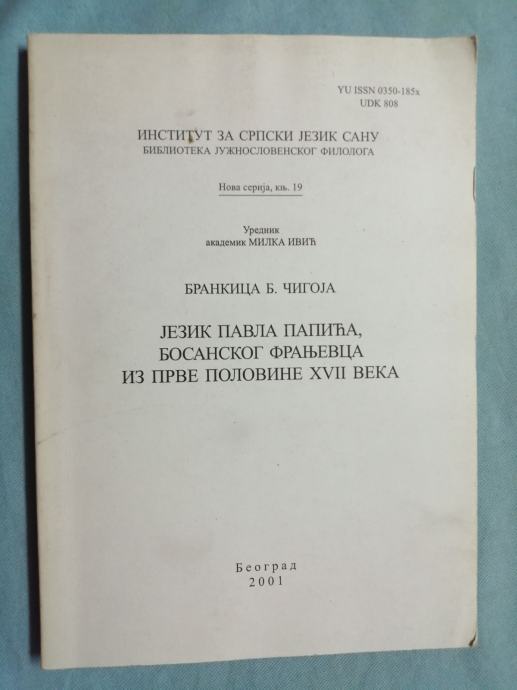 YU ISSN 0350-185x
UDK 808
ИНСТИТУТ ЗА СРПСКИ ЈЕЗИК САНУ
БИБЛИОТЕКА ЈУЖНОСЛОВЕНСКОГ ФИЛОЛОГА
Нова серија, књ. 19
Уредник
академик МИЛКА ИВИЋ
БРАНКИЦА Б. ЧИГОЈА
ЈЕЗИК ПАВЛА ПАПИЋА,
БОСАНСКОГ ФРАЊЕВЦА
ИЗ ПРВЕ ПОЛОВИНЕ XVII ВЕКА
Београд
2001